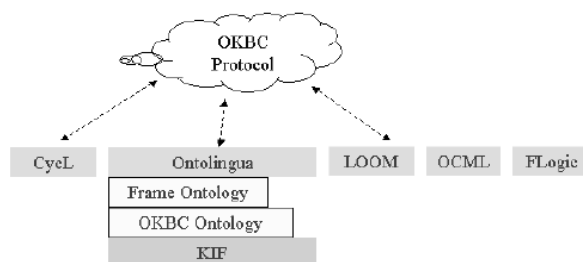 OKBC
Protocol
CycL Ontolingua LOOM OCML FLogic
Frame Ontology
OKBC Ontology
KIF